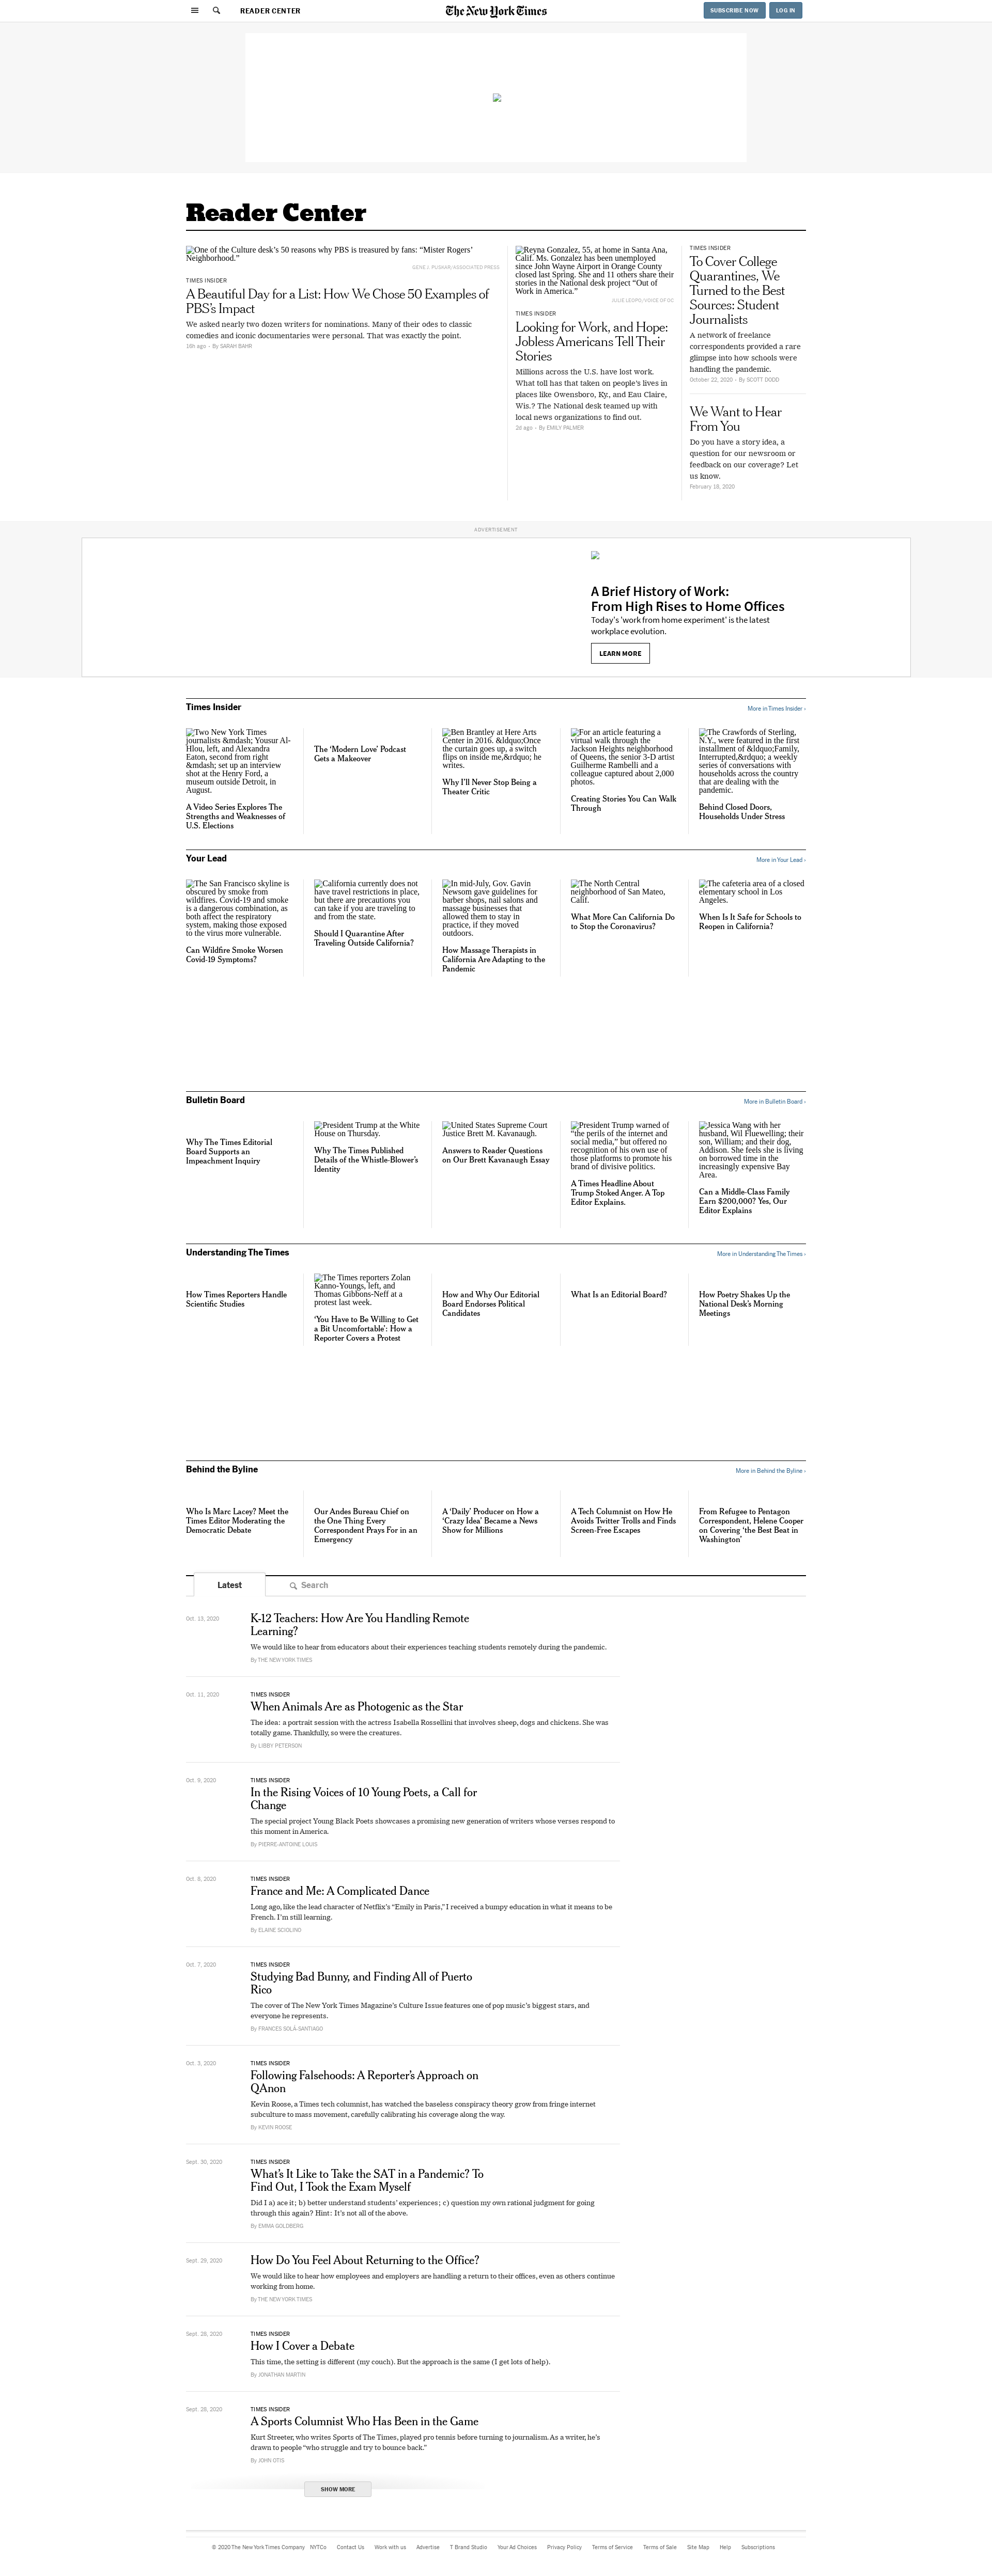 READER CENTER
The New York Times
SUBSCRIBE NOW
LOG IN
Reader Center
One of the Culture desk's 50 reasons why PBS is treasured by fans: “Mister Rogers’
Neighborhood.”
GENE J. PUSKAR/ASSOCIATED PRESS
TIMES INSIDER
A Beautiful Day for a List: How We Chose 50 Examples of
PBS’s Impact
We asked nearly two dozen writers for nominations. Many of their odes to classic
comedies and iconic documentaries were personal. That was exactly the point.
16h ago · By SARAH BAHR
Reyna Gonzalez, 55, at home in Santa Ana,
Calif. Ms. Gonzalez has been unemployed
since John Wayne Airport in Orange County
closed last Spring. She and 11 others share their
stories in the National desk project “Out of
Work in America.”
JULIE LEOPO/VOICE OF OC
TIMES INSIDER
Looking for Work, and Hope:
Jobless Americans Tell Their
Stories
Millions across the U.S. have lost work.
What toll has that taken on people's lives in
places like Owensboro, Ky., and Eau Claire,
Wis.? The National desk teamed up with
local news organizations to find out.
2d ago · By EMILY PALMER
TIMES INSIDER
To Cover College
Quarantines, We
Turned to the Best
Sources: Student
Journalists
A network of freelance
correspondents provided a rare
glimpse into how schools were
handling the pandemic.
October 22, 2020 · By SCOTT DODD
We Want to Hear
From You
Do you have a story idea, a
question for our newsroom or
feedback on our coverage? Let
us know.
February 18, 2020
ADVERTISEMENT
A Brief History of Work:
From High Rises to Home Offices
Today's 'work from home experiment' is the latest
workplace evolution.
LEARN MORE
Times Insider
More in Times Insider ›
Two New York Times
journalists &mdash; Yousur Al-
Hlou, left, and Alexandra
Eaton, second from right
&mdash; set up an interview
shot at the Henry Ford, a
museum outside Detroit, in
August.
A Video Series Explores The
Strengths and Weaknesses of
U.S. Elections
The ‘Modern Love’ Podcast
Gets a Makeover
Ben Brantley at Here Arts
Center in 2016. &ldquo;Once
the curtain goes up, a switch
flips on inside me,&rdquo; he
writes.
Why I’ll Never Stop Being a
Theater Critic
For an article featuring a
virtual walk through the
Jackson Heights neighborhood
of Queens, the senior 3-D artist
Guilherme Rambelli and a
colleague captured about 2,000
photos.
Creating Stories You Can Walk
Through
The Crawfords of Sterling,
N.Y., were featured in the first
installment of &ldquo;Family,
Interrupted,&rdquo; a weekly
series of conversations with
households across the country
that are dealing with the
pandemic.
Behind Closed Doors,
Households Under Stress
Your Lead
More in Your Lead ›
The San Francisco skyline is
obscured by smoke from
wildfires. Covid-19 and smoke
is a dangerous combination, as
both affect the respiratory
system, making those exposed
to the virus more vulnerable.
Can Wildfire Smoke Worsen
Covid-19 Symptoms?
California currently does not
have travel restrictions in place,
but there are precautions you
can take if you are traveling to
and from the state.
Should I Quarantine After
Traveling Outside California?
In mid-July, Gov. Gavin
Newsom gave guidelines for
barber shops, nail salons and
massage businesses that
allowed them to stay in
practice, if they moved
outdoors.
How Massage Therapists in
California Are Adapting to the
Pandemic
The North Central
neighborhood of San Mateo,
Calif.
What More Can California Do
to Stop the Coronavirus?
The cafeteria area of a closed
elementary school in Los
Angeles.
When Is It Safe for Schools to
Reopen in California?
Bulletin Board
More in Bulletin Board ›
Why The Times Editorial
Board Supports an
Impeachment Inquiry
President Trump at the White
House on Thursday.
Why The Times Published
Details of the Whistle-Blower’s
Identity
United States Supreme Court
Justice Brett M. Kavanaugh.
Answers to Reader Questions
on Our Brett Kavanaugh Essay
President Trump warned of
“the perils of the internet and
social media,” but offered no
recognition of his own use of
those platforms to promote his
brand of divisive politics.
A Times Headline About
Trump Stoked Anger. A Top
Editor Explains.
Jessica Wang with her
husband, Wil Fluewelling; their
son, William; and their dog,
Addison. She feels she is living
on borrowed time in the
increasingly expensive Bay
Area.
Can a Middle-Class Family
Earn $200,000? Yes, Our
Editor Explains
Understanding The Times
More in Understanding The Times ›
How Times Reporters Handle
Scientific Studies
The Times reporters Zolan
Kanno-Youngs, left, and
Thomas Gibbons-Neff at a
protest last week.
‘You Have to Be Willing to Get
a Bit Uncomfortable’: How a
Reporter Covers a Protest
How and Why Our Editorial
Board Endorses Political
Candidates
What Is an Editorial Board?
How Poetry Shakes Up the
National Desk’s Morning
Meetings
Behind the Byline
More in Behind the Byline ›
Who Is Marc Lacey? Meet the
Times Editor Moderating the
Democratic Debate
Our Andes Bureau Chief on
the One Thing Every
Correspondent Prays For in an
Emergency
A ‘Daily’ Producer on How a
‘Crazy Idea’ Became a News
Show for Millions
A Tech Columnist on How He
Avoids Twitter Trolls and Finds
Screen-Free Escapes
From Refugee to Pentagon
Correspondent, Helene Cooper
on Covering ‘the Best Beat in
Washington’
Latest
Search
Oct. 13, 2020
K-12 Teachers: How Are You Handling Remote
Learning?
We would like to hear from educators about their experiences teaching students remotely during the pandemic.
By THE NEW YORK TIMES
Oct. 11, 2020
TIMES INSIDER
When Animals Are as Photogenic as the Star
The idea: a portrait session with the actress Isabella Rossellini that involves sheep, dogs and chickens. She was
totally game. Thankfully, so were the creatures.
By LIBBY PETERSON
Oct. 9, 2020
TIMES INSIDER
In the Rising Voices of 10 Young Poets, a Call for
Change
The special project Young Black Poets showcases a promising new generation of writers whose verses respond to
this moment in America.
By PIERRE-ANTOINE LOUIS
Oct. 8, 2020
TIMES INSIDER
France and Me: A Complicated Dance
Long ago, like the lead character of Netflix’s “Emily in Paris,” I received a bumpy education in what it means to be
French. I’m still learning.
By ELAINE SCIOLINO
Oct. 7, 2020
TIMES INSIDER
Studying Bad Bunny, and Finding All of Puerto
Rico
The cover of The New York Times Magazine’s Culture Issue features one of pop music’s biggest stars, and
everyone he represents.
By FRANCES SOLÁ-SANTIAGO
Oct. 3, 2020
TIMES INSIDER
Following Falsehoods: A Reporter’s Approach on
QAnon
Kevin Roose, a Times tech columnist, has watched the baseless conspiracy theory grow from fringe internet
subculture to mass movement, carefully calibrating his coverage along the way.
By KEVIN ROOSE
Sept. 30, 2020
TIMES INSIDER
What’s It Like to Take the SAT in a Pandemic? To
Find Out, I Took the Exam Myself
Did I a) ace it; b) better understand students’ experiences; c) question my own rational judgment for going
through this again? Hint: It’s not all of the above.
By EMMA GOLDBERG
Sept. 29, 2020
How Do You Feel About Returning to the Office?
We would like to hear how employees and employers are handling a return to their offices, even as others continue
working from home.
By THE NEW YORK TIMES
Sept. 28, 2020
TIMES INSIDER
How I Cover a Debate
This time, the setting is different (my couch). But the approach is the same (I get lots of help).
By JONATHAN MARTIN
Sept. 28, 2020
TIMES INSIDER
A Sports Columnist Who Has Been in the Game
Kurt Streeter, who writes Sports of The Times, played pro tennis before turning to journalism. As a writer, he’s
drawn to people “who struggle and try to bounce back.”
By JOHN OTIS
SHOW MORE
© 2020 The New York Times Company NYTCo Contact Us Work with us Advertise T Brand Studio Your Ad Choices Privacy Policy Terms of Service Terms of Sale Site Map Help Subscriptions